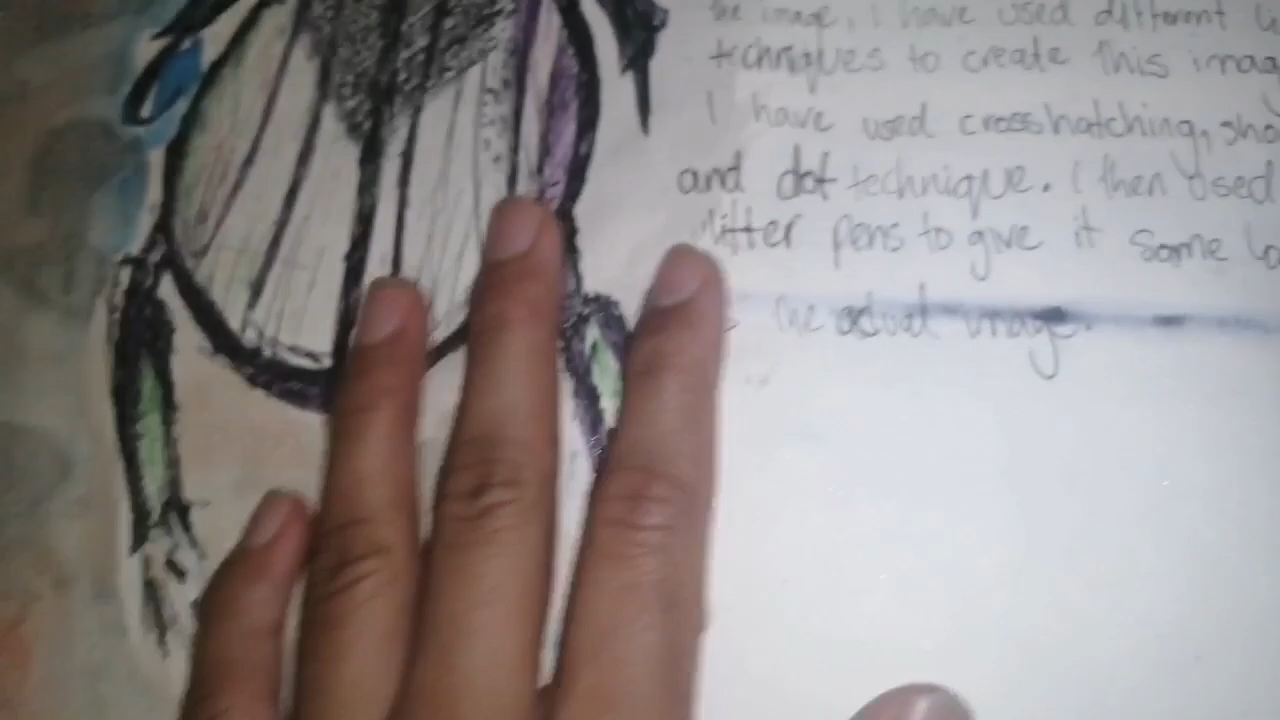 the image. I have used different
techniques to create this
I have used crosshatching,
and dot technique. I then used
glitter pens to give it some
the actual image.